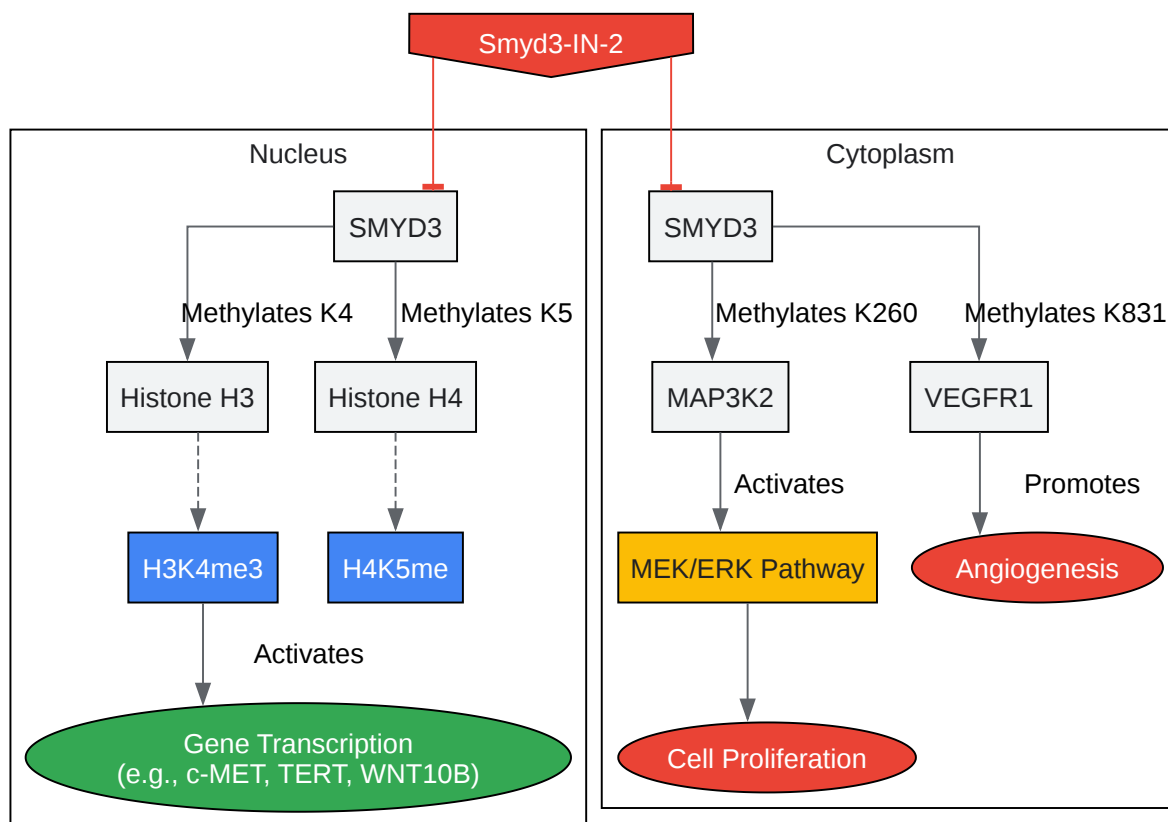 Smyd3-IN-2
Nucleus
Cytoplasm
SMYD3
SMYD3
Methylates K4
Methylates K5
Methylates K260
Methylates K831
Histone H3
Histone H4
MAP3K2
VEGFR1
Activates
Promotes
H3K4me3
H4K5me
MEK/ERK Pathway
Angiogenesis
Activates
Gene Transcription
(e.g., c-MET, TERT, WNT10B)
Cell Proliferation